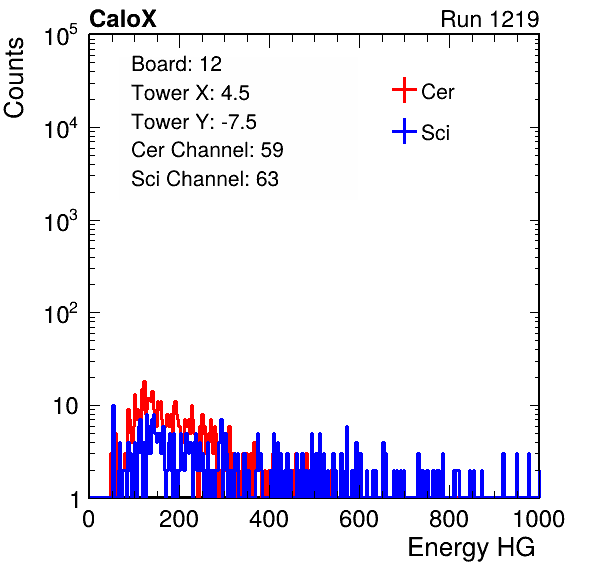 CaloX Run 1219
Counts
Board: 12
Tower X: 4.5
Tower Y: -7.5
Cer Channel: 59
Sci Channel: 63
Cer
Sci
10^5
10^4
10^3
10^2
10
1
0 200 400 600 800 1000
Energy HG